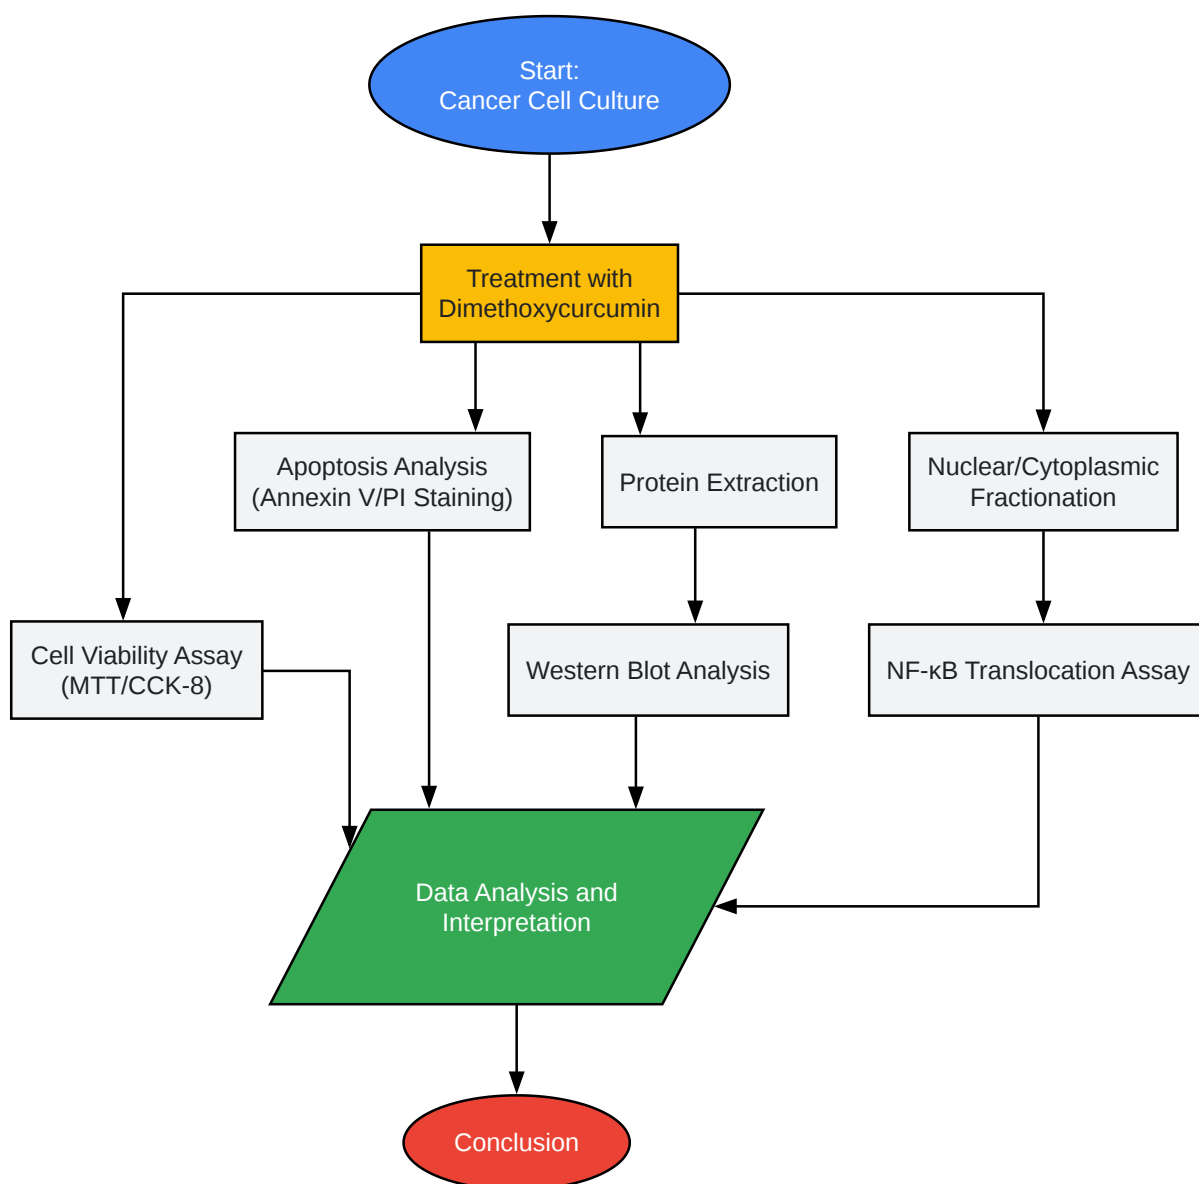 Start:
Cancer Cell Culture
Treatment with
Dimethoxycurcumin
Apoptosis Analysis
(Annexin V/PI Staining)
Protein Extraction
Nuclear/Cytoplasmic
Fractionation
Cell Viability Assay
(MTT/CCK-8)
Western Blot Analysis
NF-κB Translocation Assay
Data Analysis and
Interpretation
Conclusion